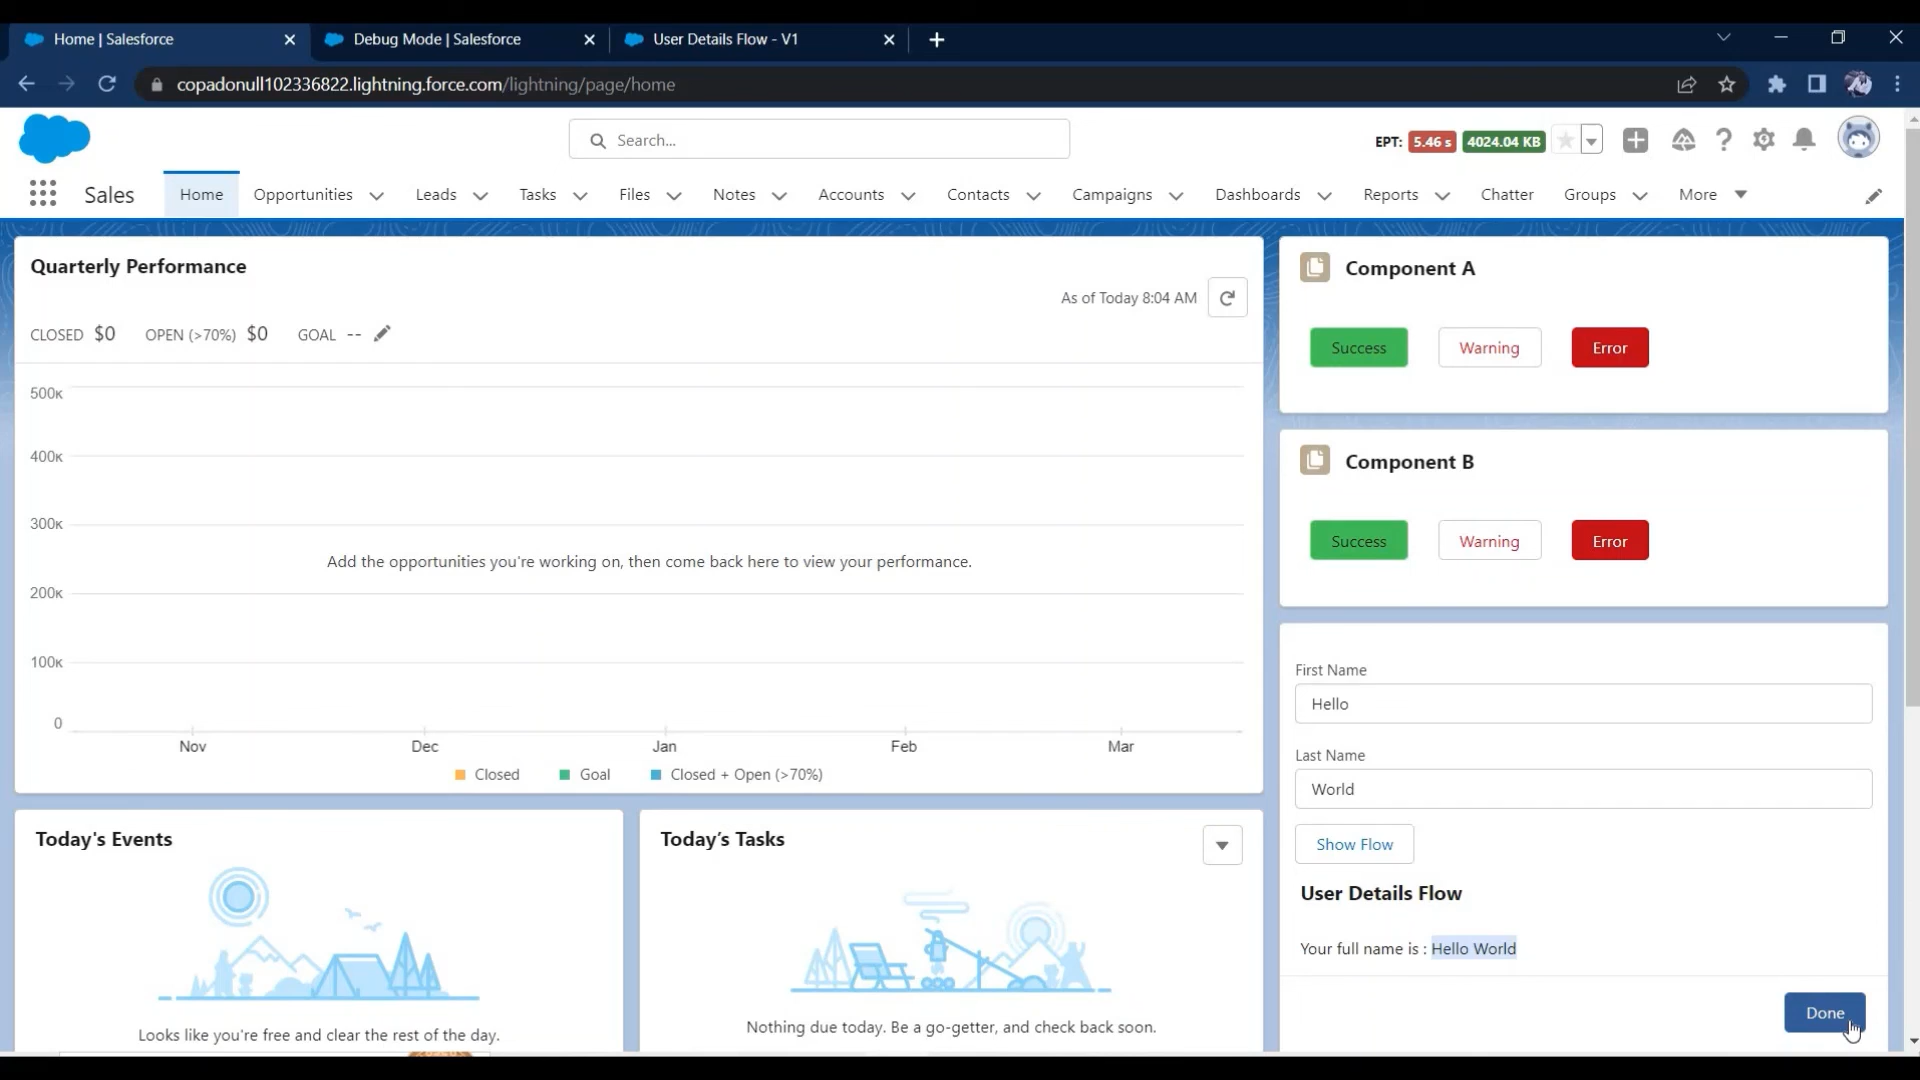 Home | Salesforce
Debug Mode | Salesforce
User Details Flow - V1
copadonull102336822.lightning.force.com/lightning/page/home
Search...
EPT: 5.46 s 4024.04 KB
Sales Home Opportunities Leads Tasks Files Notes Accounts Contacts Campaigns Dashboards Reports Chatter Groups More
Quarterly Performance
As of Today 8:04 AM
CLOSED $0 OPEN (>70%) $0 GOAL --
500K
400K
300K
200K
100K
0
Add the opportunities you're working on, then come back here to view your performance.
Nov Dec Jan Feb Mar
Closed Goal Closed + Open (>70%)
Today's Events
Looks like you're free and clear the rest of the day.
Today's Tasks
Nothing due today. Be a go-getter, and check back soon.
Component A
Success Warning Error
Component B
Success Warning Error
First Name
Hello
Last Name
World
Show Flow
User Details Flow
Your full name is : Hello World
Done